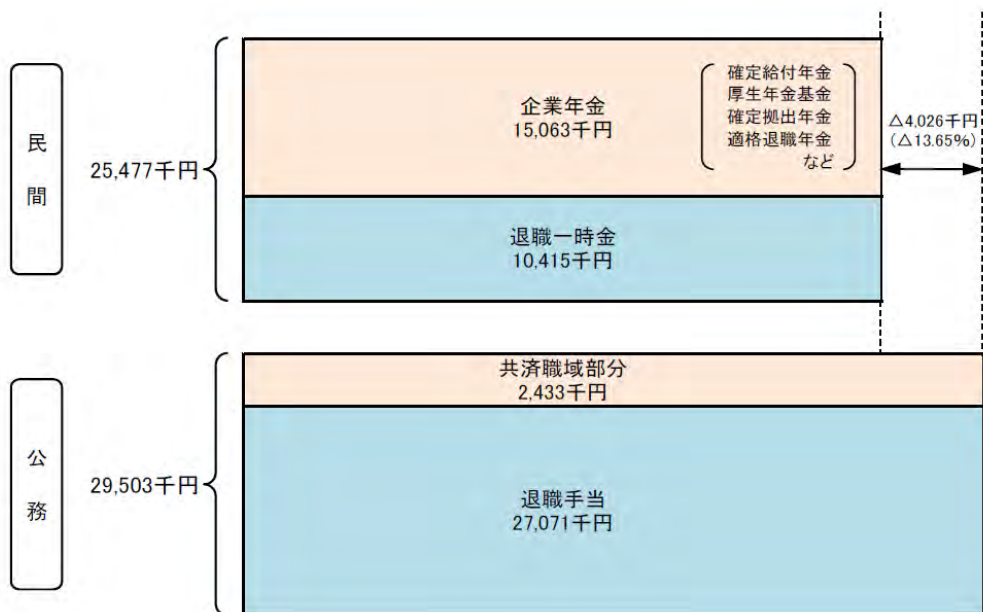 民間
25,477千円
企業年金
15,063千円
確定給付年金
厚生年金基金
確定拠出年金
適格退職年金
など
△4,026千円
(△13.65%)
退職一時金
10,415千円
公務
29,503千円
共済職域部分
2,433千円
退職手当
27,071千円